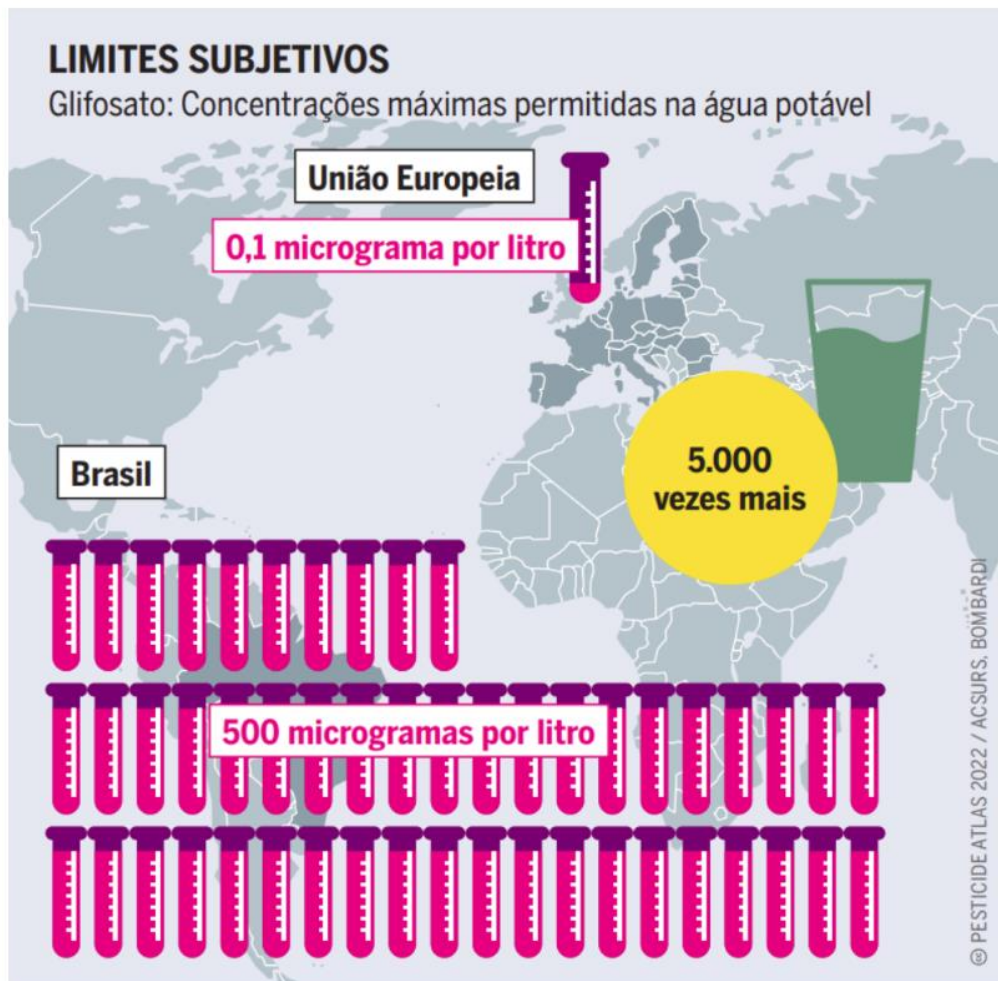 LIMITES SUBJETIVOS
Glifosato: Concentrações máximas permitidas na água potável
União Europeia
0,1 micrograma por litro
5.000
vezes mais
Brasil
500 microgramas por litro
PESTICIDE ATLAS 2022 / ACSURS, BOMBARDI